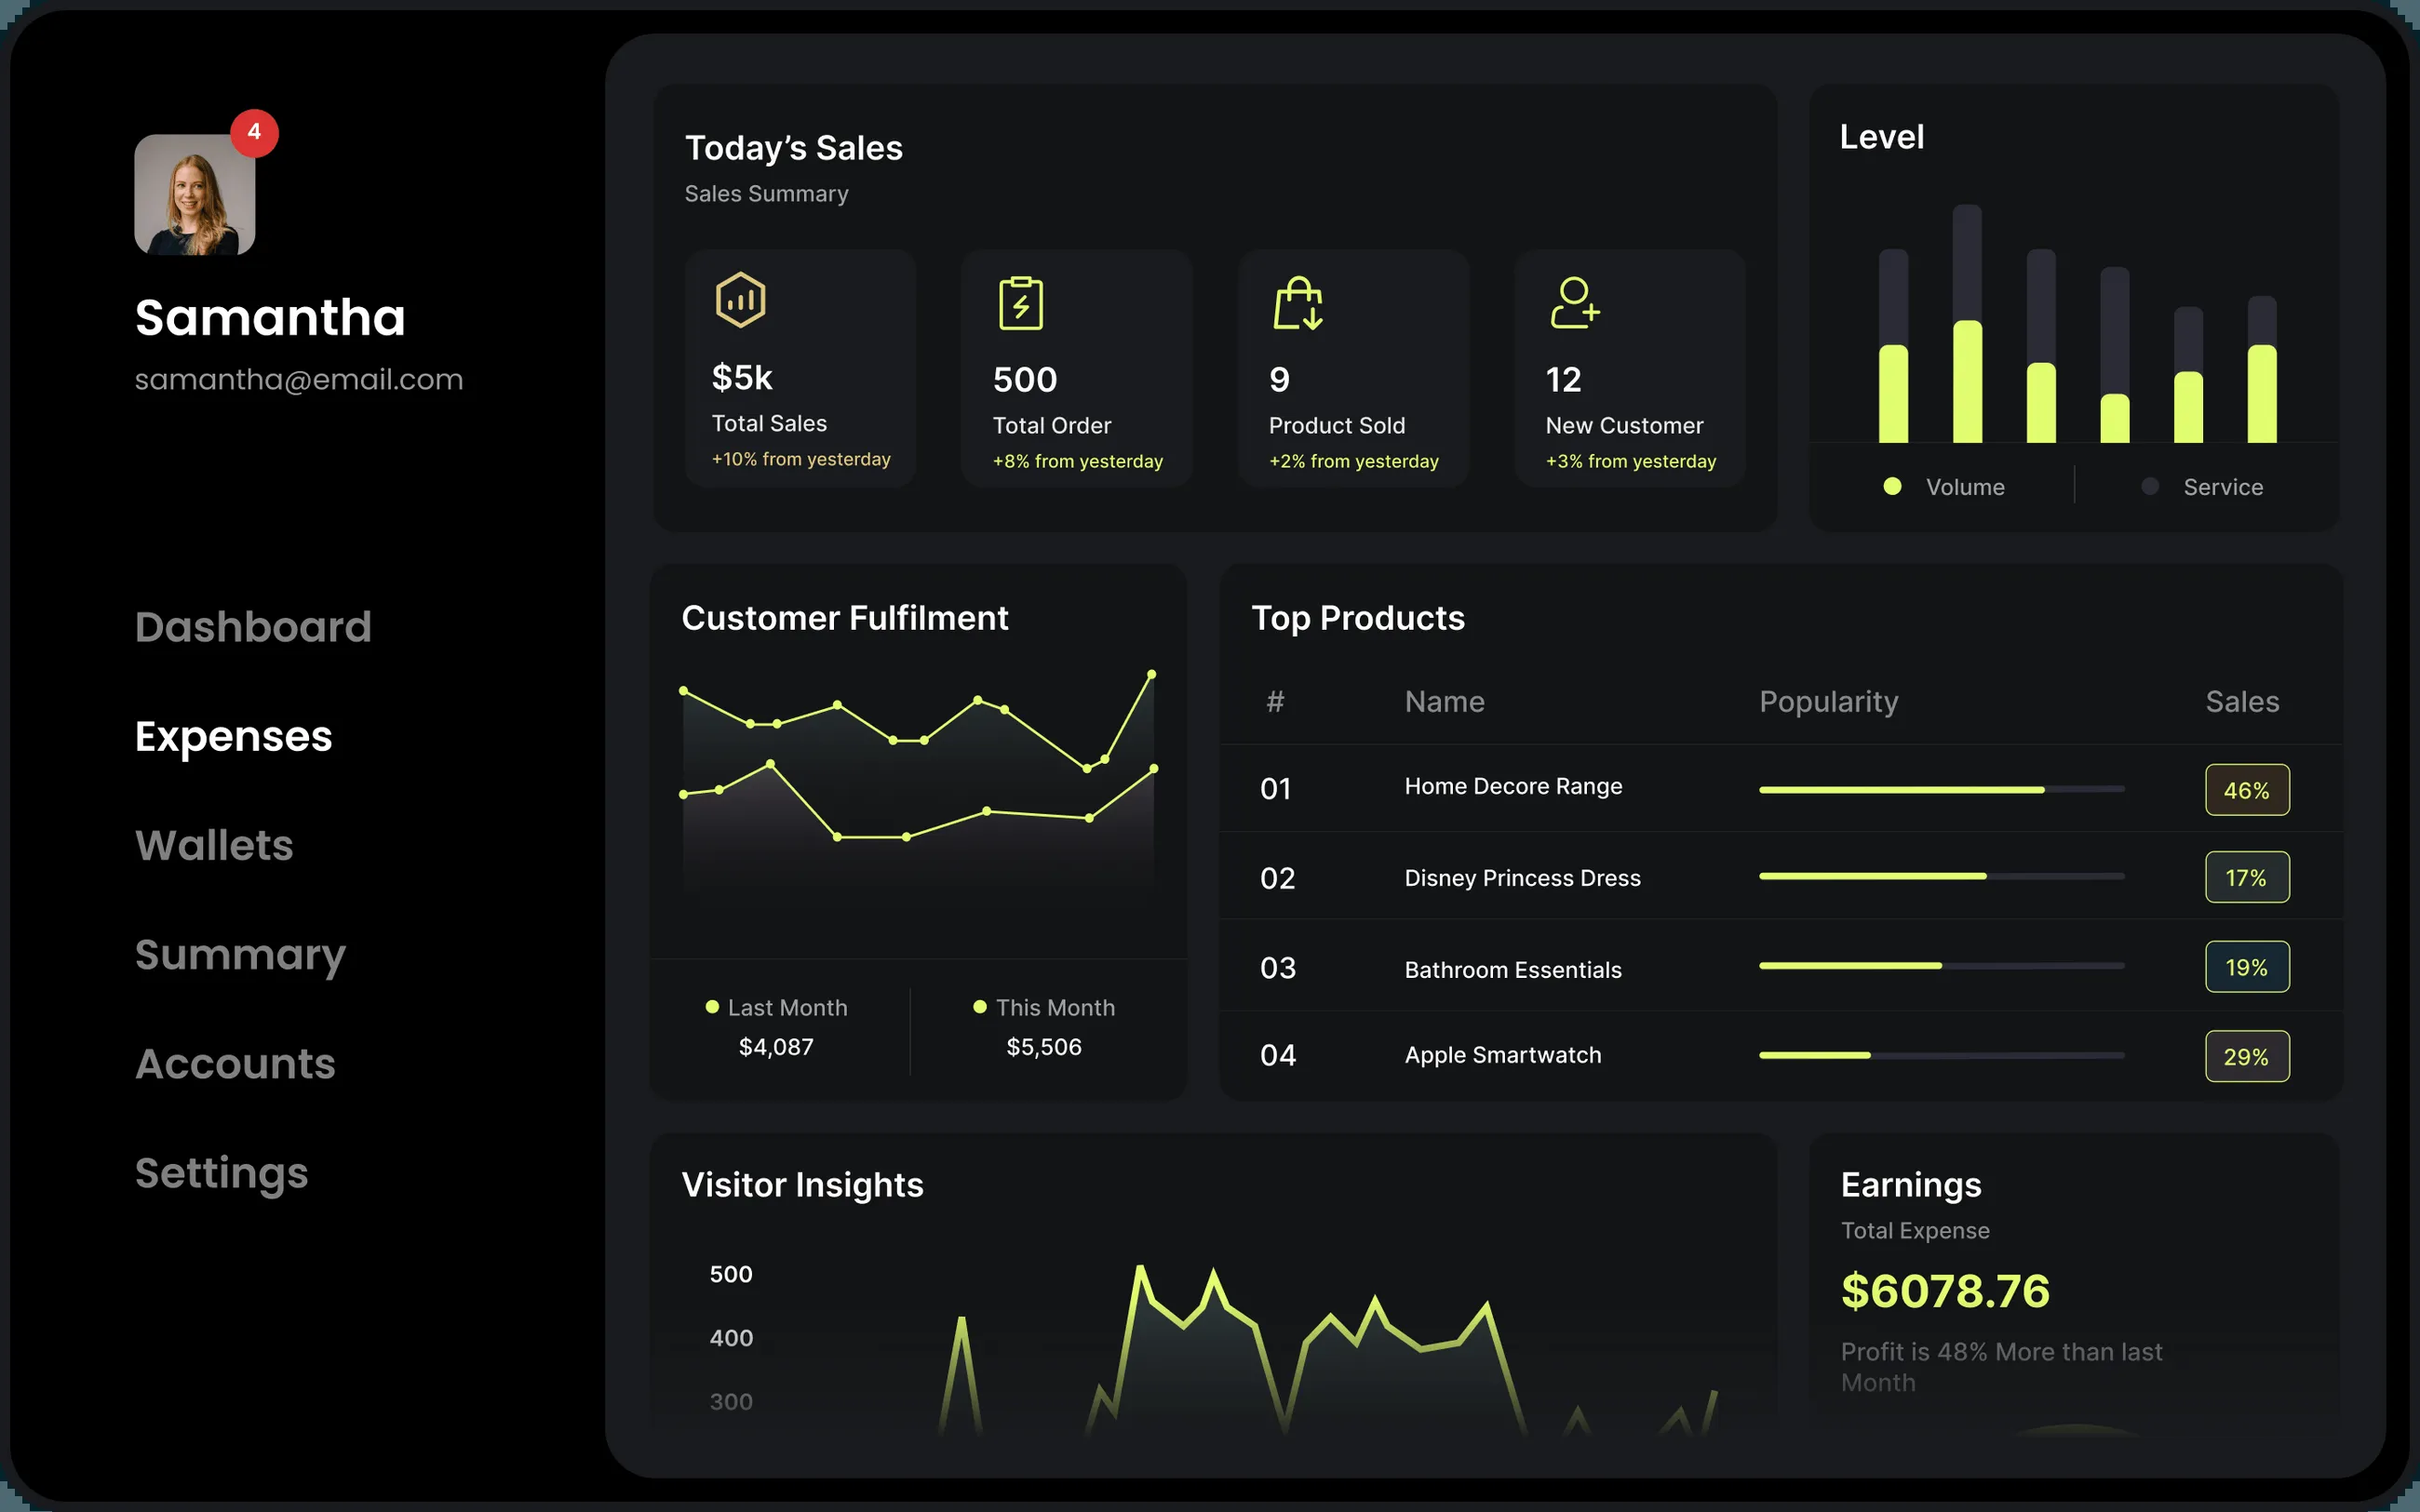 4
Samantha
samantha@email.com
Dashboard
Expenses
Wallets
Summary
Accounts
Settings
Today’s Sales
Sales Summary
$5k
Total Sales
+10% from yesterday
500
Total Order
+8% from yesterday
9
Product Sold
+2% from yesterday
12
New Customer
+3% from yesterday
Level
Volume
Service
Customer Fulfilment
Last Month
$4,087
This Month
$5,506
Top Products
# Name Popularity Sales
01 Home Decore Range 46%
02 Disney Princess Dress 17%
03 Bathroom Essentials 19%
04 Apple Smartwatch 29%
Visitor Insights
500
400
300
Earnings
Total Expense
$6078.76
Profit is 48% More than last
Month